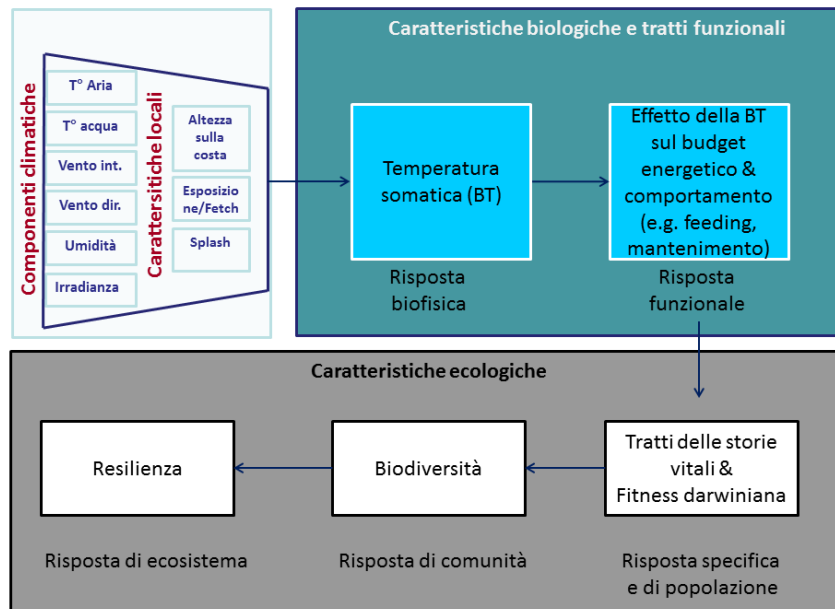 Componenti climatiche
T° Aria
T° acqua
Vento int.
Vento dir.
Umidità
Irradianza
Carattersitiche locali
Altezza
sulla
costa
Esposizio
ne/Fetch
Splash
Caratteristiche biologiche e tratti funzionali
Temperatura
somatica (BT)
Risposta
biofisica
Effetto della BT
sul budget
energetico &
comportamento
(e.g. feeding,
mantenimento)
Risposta
funzionale
Caratteristiche ecologiche
Resilienza
Biodiversità
Tratti delle storie
vitali &
Fitness darwiniana
Risposta di ecosistema
Risposta di comunità
Risposta specifica
e di popolazione